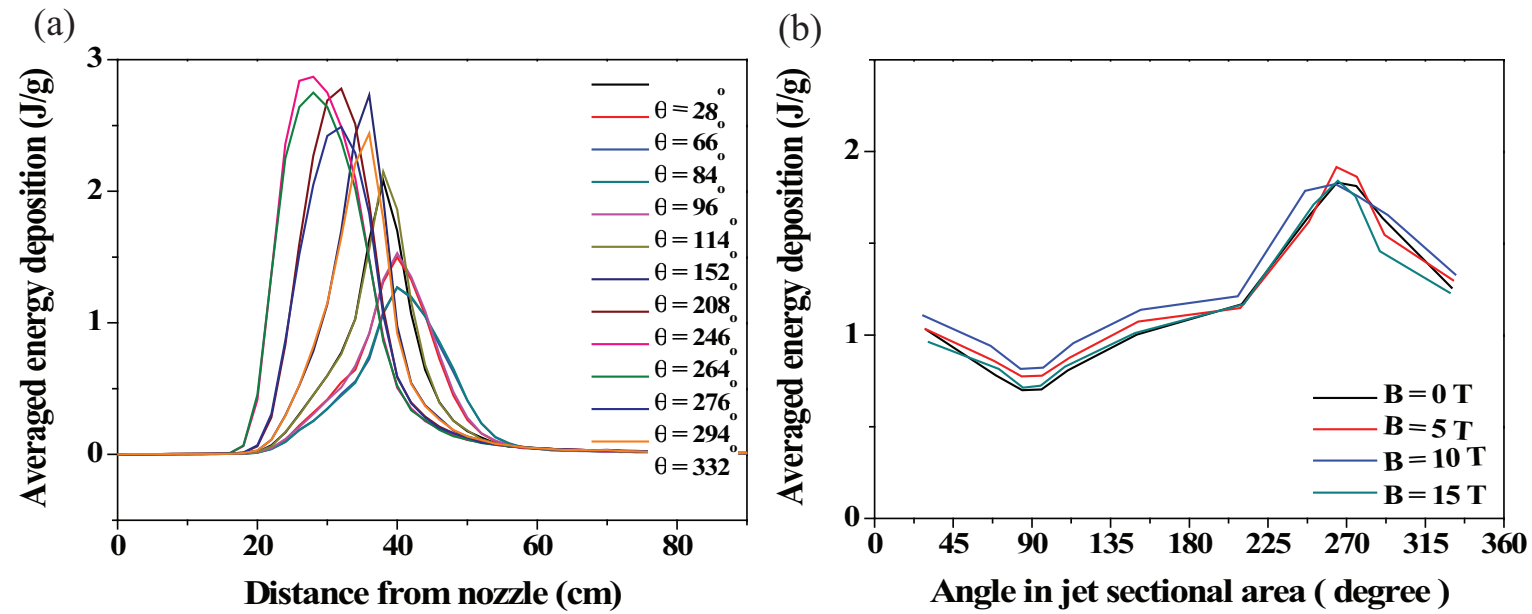 (a)
Averaged energy deposition (J/g)
3
2
1
0
0 20 40 60 80
Distance from nozzle (cm)
θ = 28°
θ = 66°
θ = 84°
θ = 96°
θ = 114°
θ = 152°
θ = 208°
θ = 246°
θ = 264°
θ = 276°
θ = 294°
θ = 332°
(b)
Averaged energy deposition (J/g)
2
1
0
0 45 90 135 180 225 270 315 360
Angle in jet sectional area ( degree )
B = 0 T
B = 5 T
B = 10 T
B = 15 T